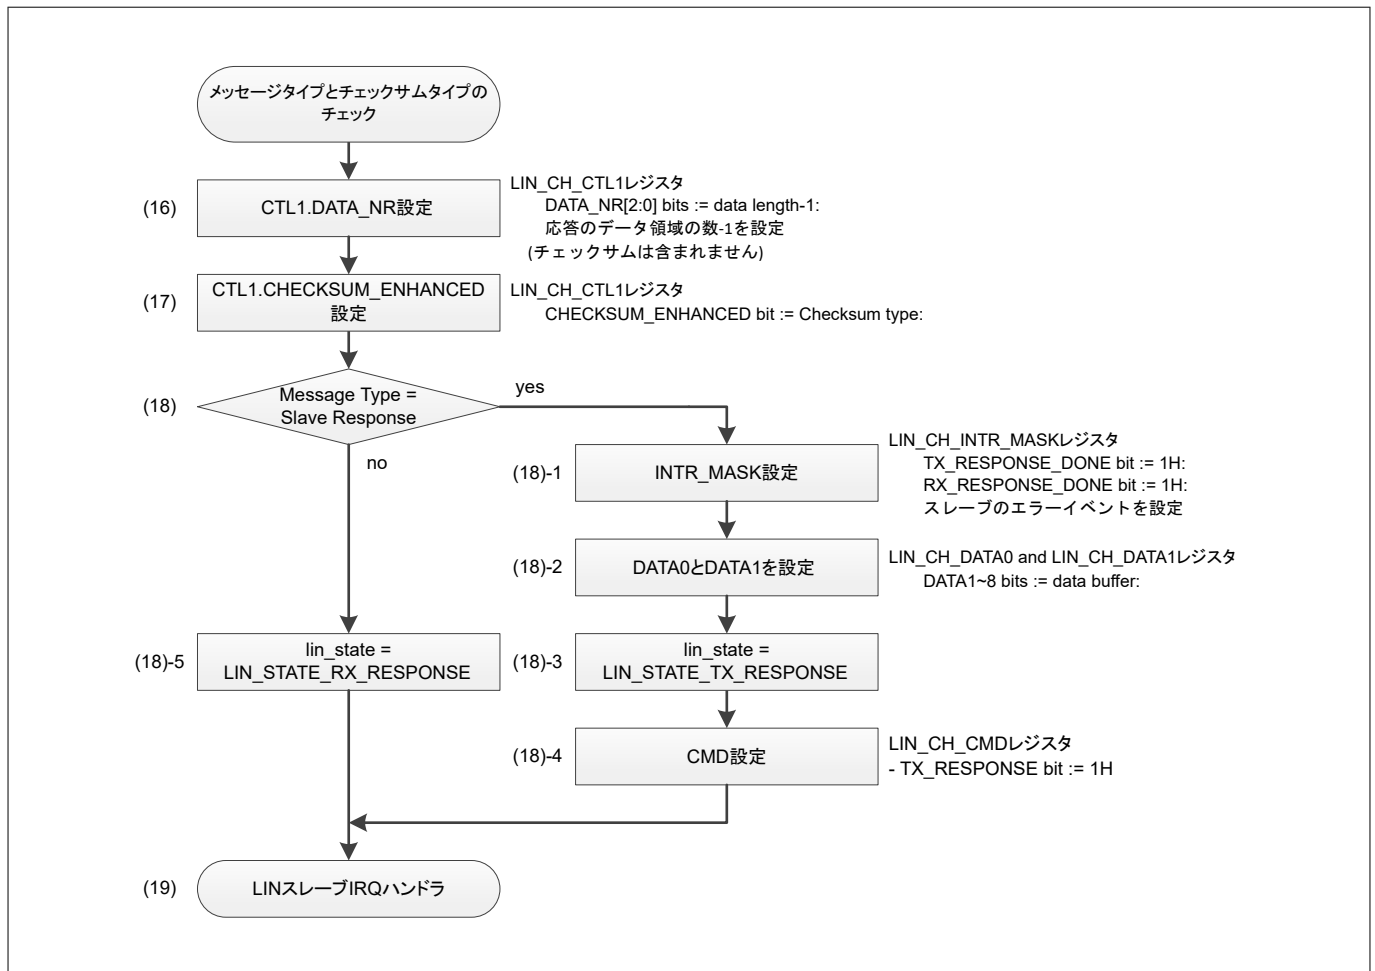 メッセージタイプとチェックサムタイプの
チェック
(16)
CTL1.DATA_NR設定
LIN_CH_CTL1レジスタ
DATA_NR[2:0] bits := data length-1:
応答のデータ領域の数-1を設定
(チェックサムは含まれません)
(17)
CTL1.CHECKSUM_ENHANCED
設定
LIN_CH_CTL1レジスタ
CHECKSUM_ENHANCED bit := Checksum type:
(18)
Message Type =
Slave Response
yes
no
(18)-1
INTR_MASK設定
LIN_CH_INTR_MASKレジスタ
TX_RESPONSE_DONE bit := 1H:
RX_RESPONSE_DONE bit := 1H:
スレーブのエラーイベントを設定
(18)-2
DATA0とDATA1を設定
LIN_CH_DATA0 and LIN_CH_DATA1レジスタ
DATA1~8 bits := data buffer:
(18)-5
lin_state =
LIN_STATE_RX_RESPONSE
(18)-3
lin_state =
LIN_STATE_TX_RESPONSE
(18)-4
CMD設定
LIN_CH_CMDレジスタ
- TX_RESPONSE bit := 1H
(19)
LINスレーブIRQハンドラ